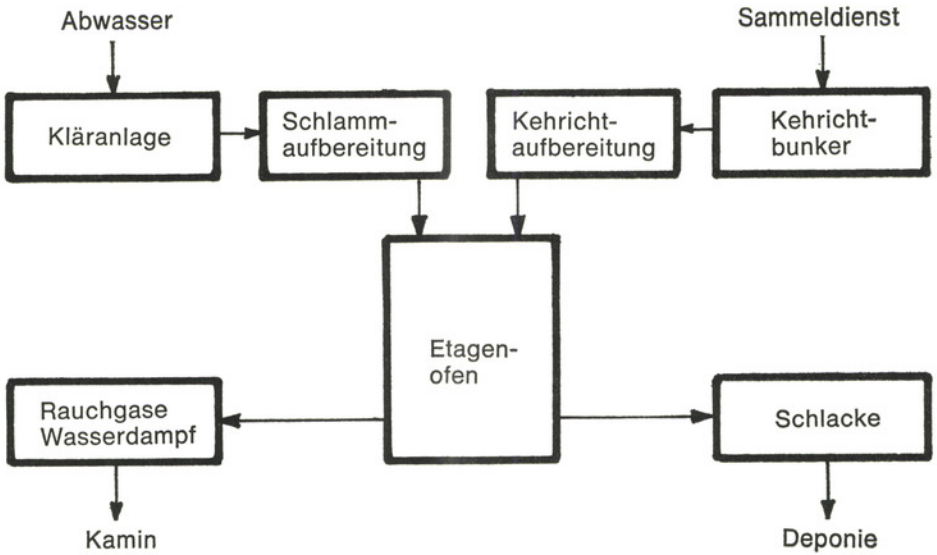 Abwasser
Sammeldienst
Kläranlage
Schlamm-
aufbereitung
Kehricht-
aufbereitung
Kehricht-
bunker
Etagen-
ofen
Rauchgase
Wasserdampf
Schlacke
Kamin
Deponie